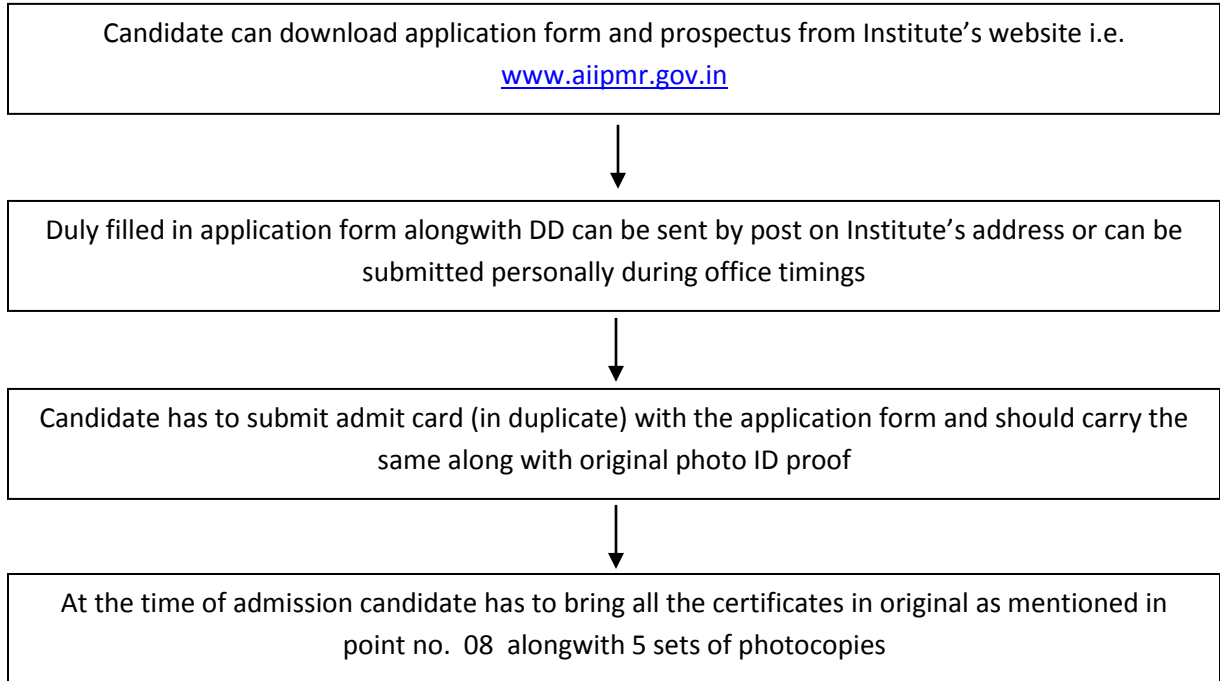 Candidate can download application form and prospectus from Institute’s website i.e.
www.aiipmr.gov.in
Duly filled in application form alongwith DD can be sent by post on Institute’s address or can be
submitted personally during office timings
Candidate has to submit admit card (in duplicate) with the application form and should carry the
same along with original photo ID proof
At the time of admission candidate has to bring all the certificates in original as mentioned in
point no.  08  alongwith 5 sets of photocopies